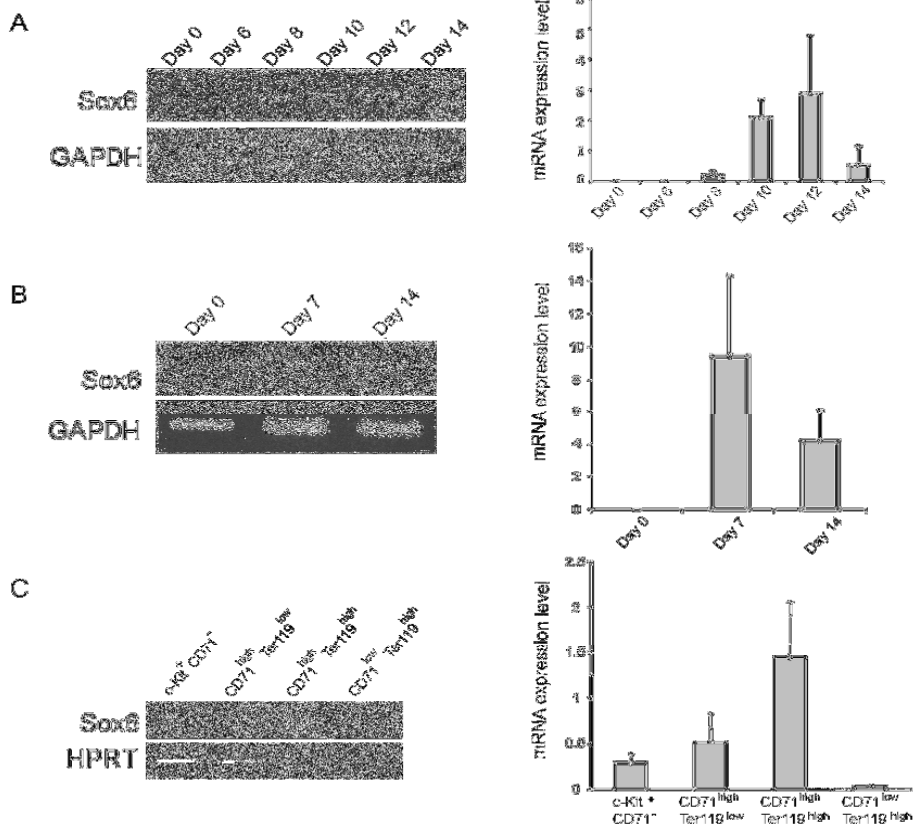 A
Day 0 Day 6 Day 8 Day 10 Day 12 Day 14
Sox6
GAPDH
mRNA expression level
Day 0 Day 6 Day 8 Day 10 Day 12 Day 14
B
Day 0 Day 7 Day 14
Sox6
GAPDH
mRNA expression level
16
14
12
10
8
6
4
2
0
Day 0 Day 7 Day 14
C
c-Kit+ CD71- CD71high Ter119low CD71high Ter119high CD71low Ter119high
Sox6
HPRT
mRNA expression level
2.5
2
1.5
1
0.5
0
c-Kit + CD71high CD71high CD71low
CD71- Ter119low Ter119high Ter119high